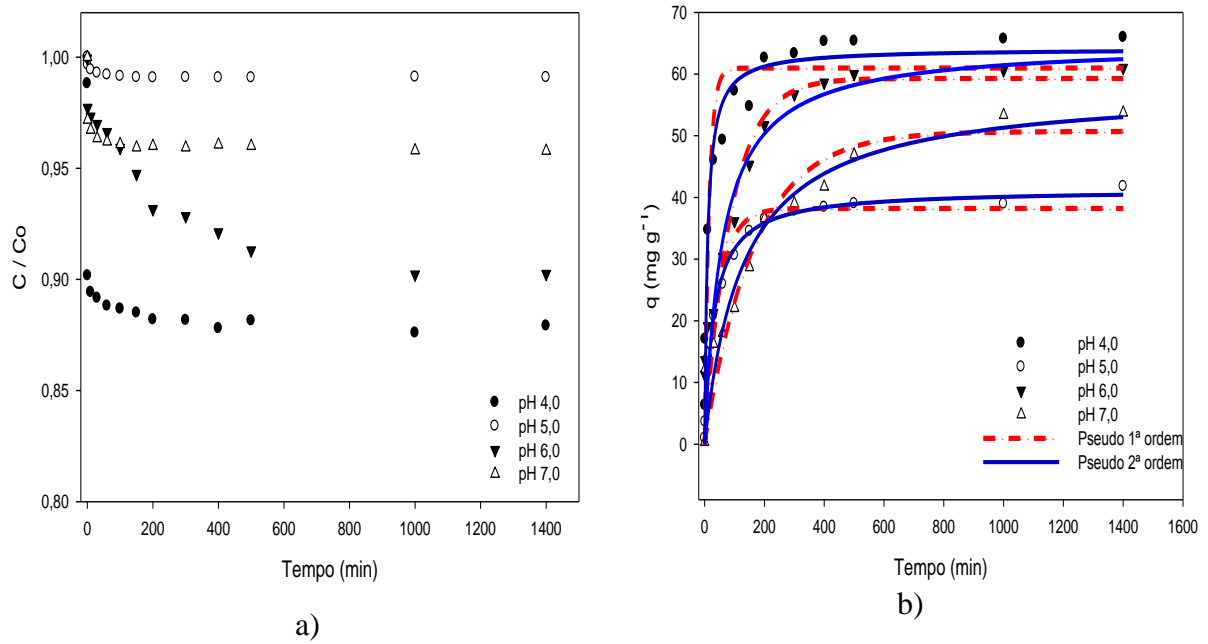 C / Co
1,00
0,95
0,90
0,85
0,80
pH 4,0
pH 5,0
pH 6,0
pH 7,0
0 200 400 600 800 1000 1200 1400
Tempo (min)
a)
q (mg g⁻¹)
70
60
50
40
30
20
10
0
pH 4,0
pH 5,0
pH 6,0
pH 7,0
Pseudo 1ª ordem
Pseudo 2ª ordem
0 200 400 600 800 1000 1200 1400 1600
Tempo (min)
b)